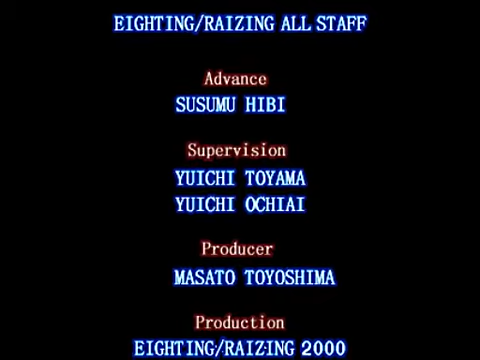 EIGHTING/RAIZING ALL STAFF
Advance
SUSUMU HIBI
Supervision
YUICHI TOYAMA
YUICHI OCHIAI
Producer
MASATO TOYOSHIMA
Production
EIGHTING/RAIZING 2000